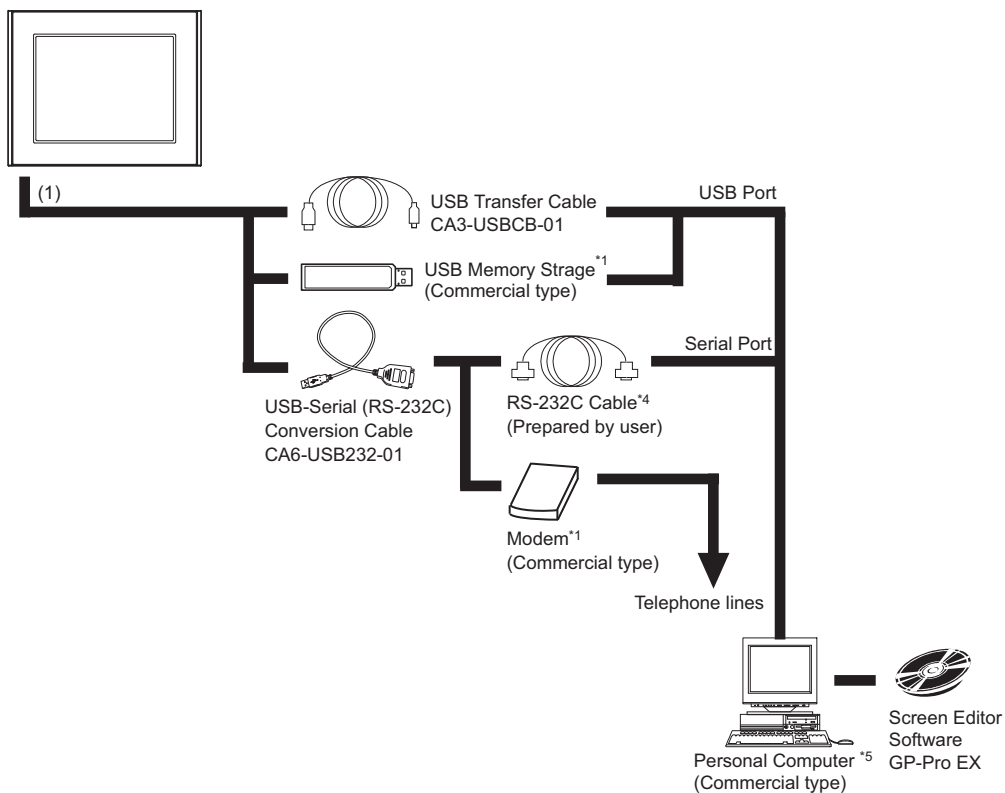 (1)
USB Transfer Cable
CA3-USBCB-01
USB Port
USB Memory Strage*1
(Commercial type)
Serial Port
USB-Serial (RS-232C)
Conversion Cable
CA6-USB232-01
RS-232C Cable*4
(Prepared by user)
Modem*1
(Commercial type)
Telephone lines
Personal Computer *5
(Commercial type)
Screen Editor
Software
GP-Pro EX